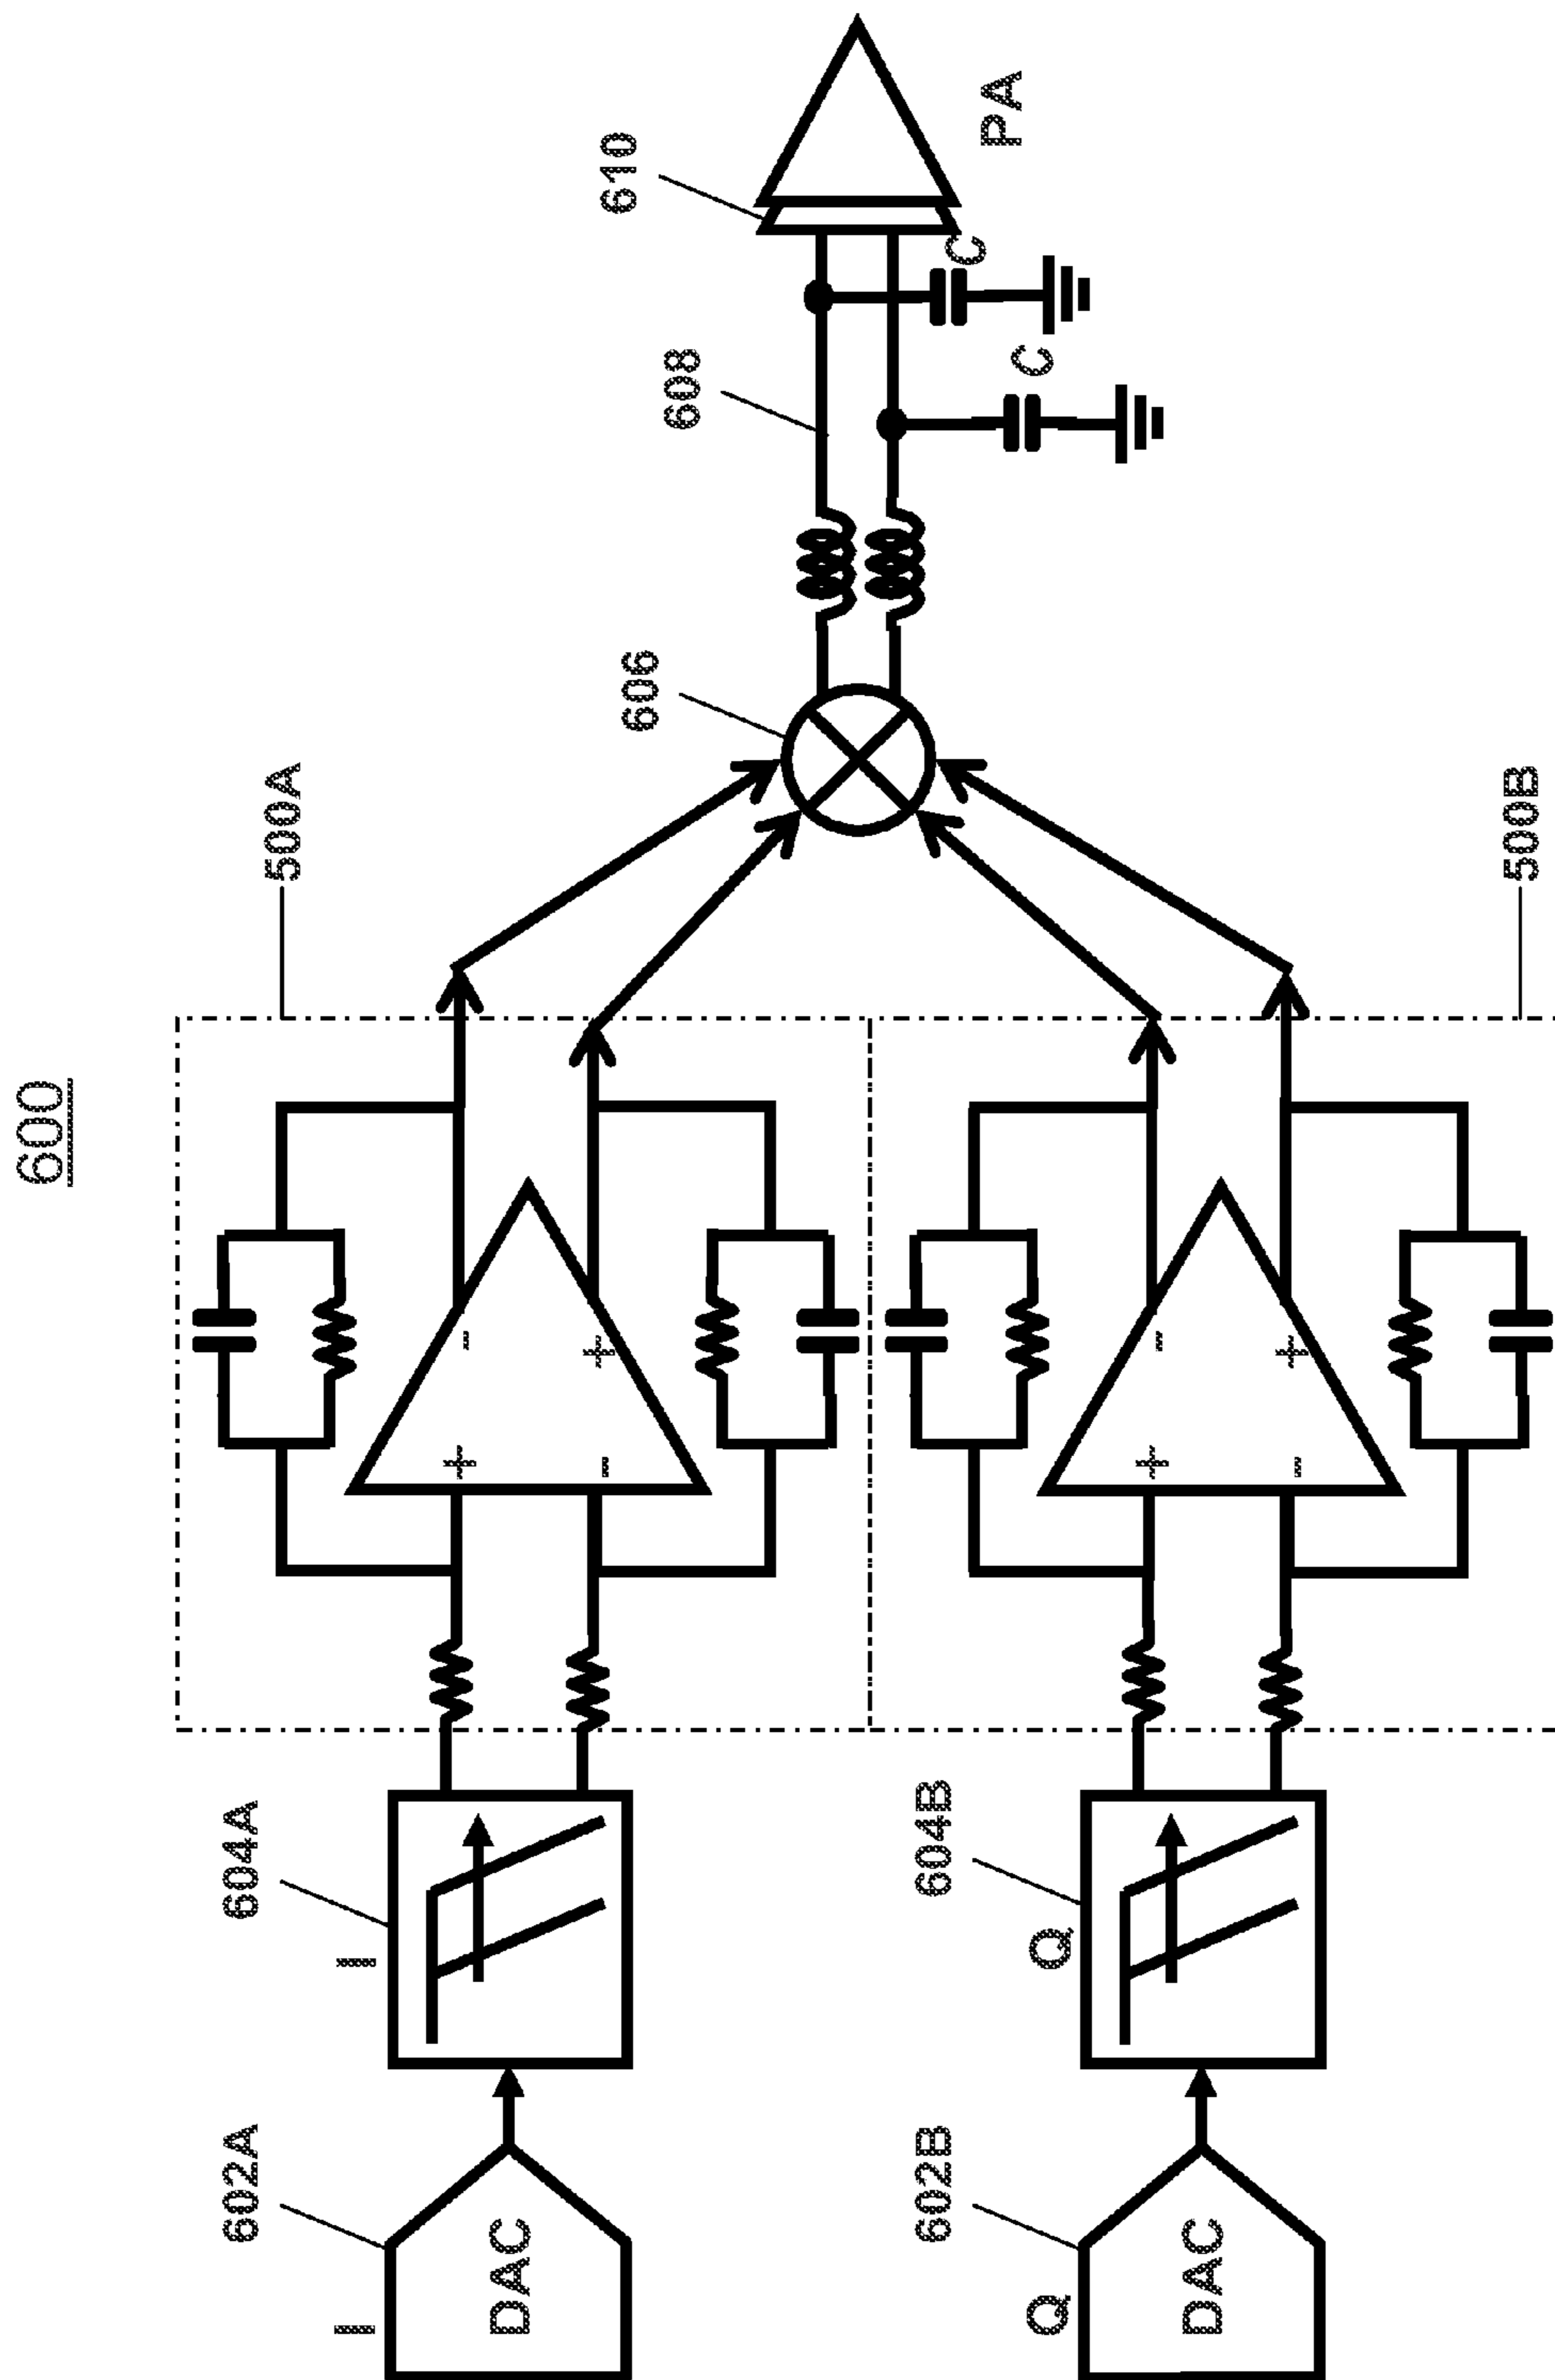 600
500A
500B
I
602A
DAC
I
604A
+
-
-
+
606
608
C
C
610
PA
Q
602B
DAC
Q
604B
+
-
-
+